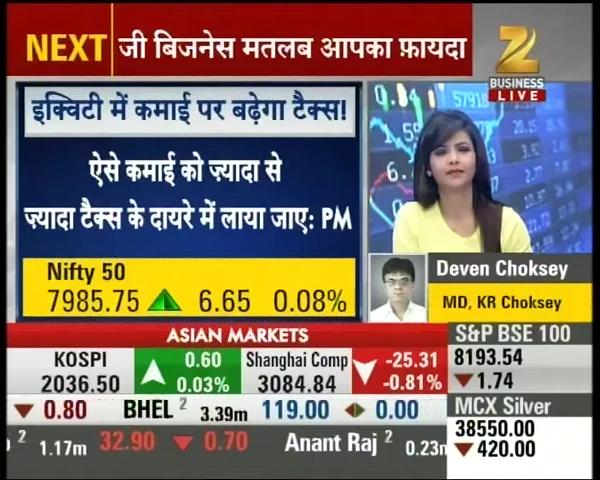 NEXT जी बिजनेस मतलब आपका फ़ायदा
Z
BUSINESS
LIVE
इक्विटी में कमाई पर बढ़ेगा टैक्स!
ऐसे कमाई को ज़्यादा से
ज़्यादा टैक्स के दायरे में लाया जाए: PM
Nifty 50
7985.75 6.65 0.08%
Deven Choksey
MD, KR Choksey
ASIAN MARKETS
KOSPI 0.60 Shanghai Comp -25.31
2036.50 0.03% 3084.84 -0.81%
S&P BSE 100
8193.54
1.74
0.80 BHEL 2 3.39m 119.00 0.00
2 1.17m 32.90 0.70 Anant Raj 2 0.23m
MCX Silver
38550.00
420.00